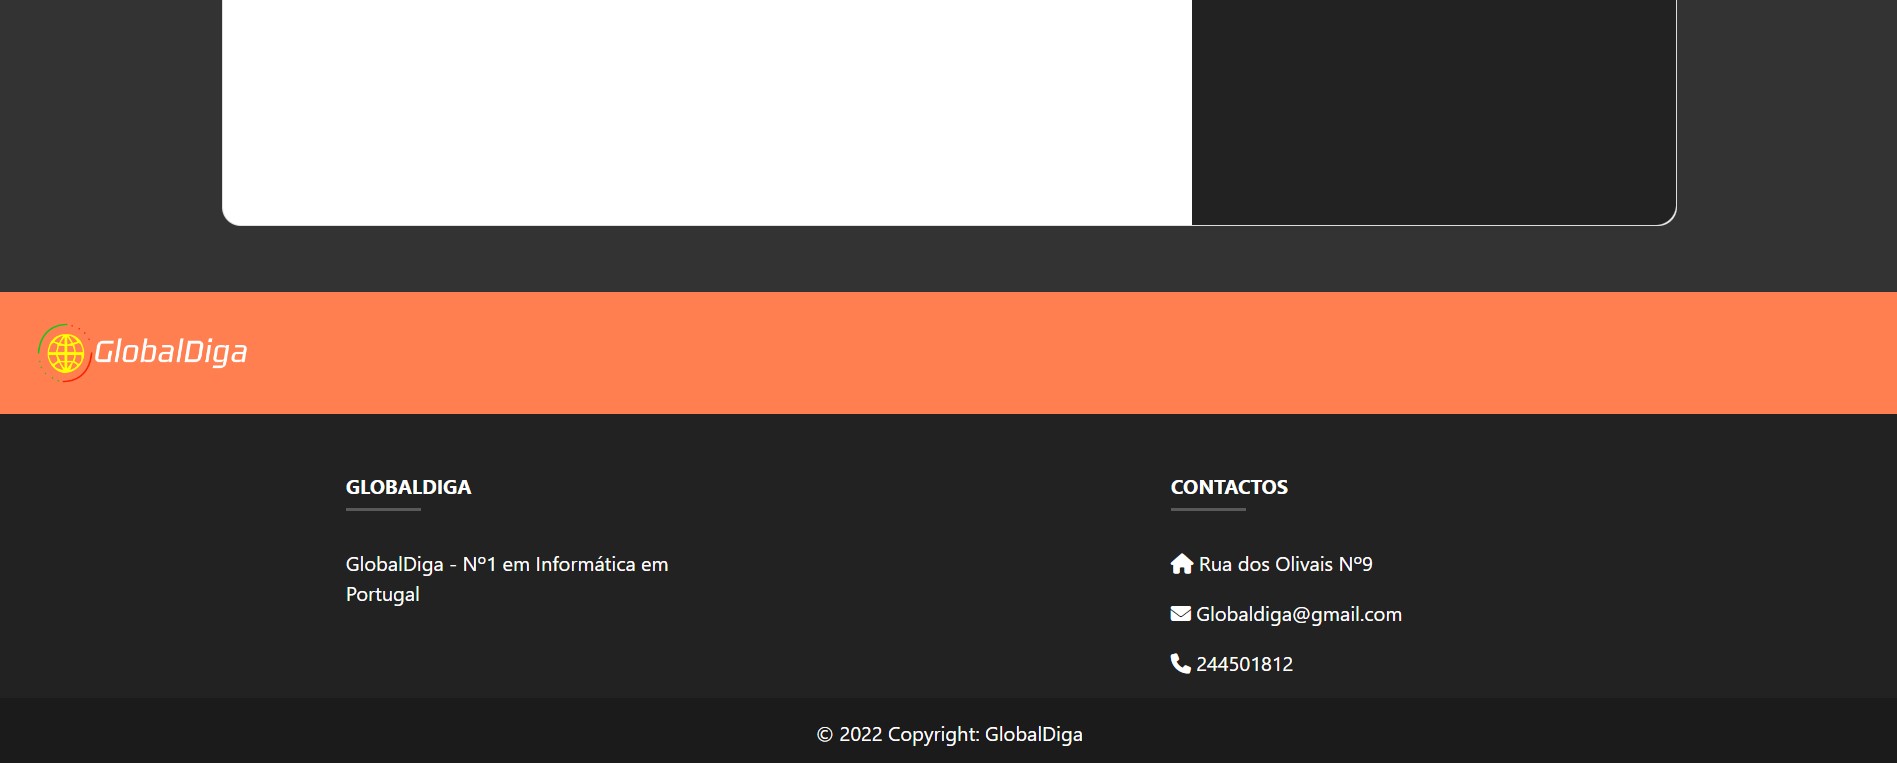 GlobalDiga
GLOBALDIGA
GlobalDiga - Nº1 em Informática em
Portugal
CONTACTOS
Rua dos Olivais Nº9
Globaldiga@gmail.com
244501812
© 2022 Copyright: GlobalDiga